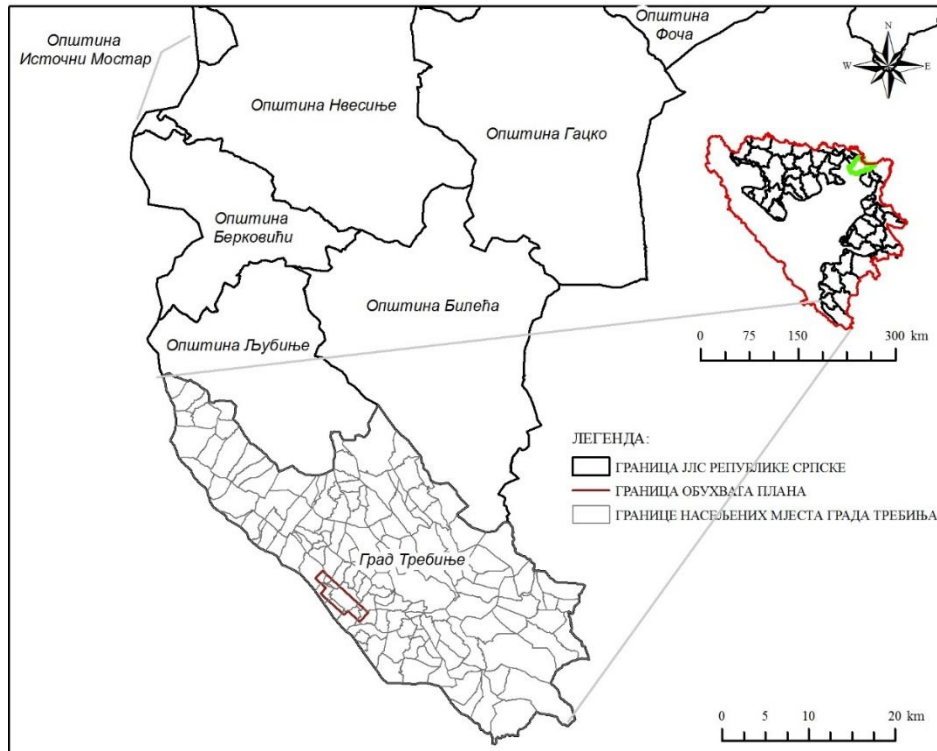 Општина
Источни Мостар
Општина
Фоча
N
W
E
S
Општина Нвесиње
Општина Гацко
Општина
Берковићи
Општина Билећа
Општина Љубиње
0 75 150 300 km
ЛЕГЕНДА:
ГРАНИЦА ЈЛС РЕПУБЛИКЕ СРПСКЕ
ГРАНИЦА ОБУХВАТА ПЛАНА
ГРАНИЦЕ НАСЕЉЕНИХ МЈЕСТА ГРАДА ТРЕБИЊА
Град Требиње
0 5 10 20 km